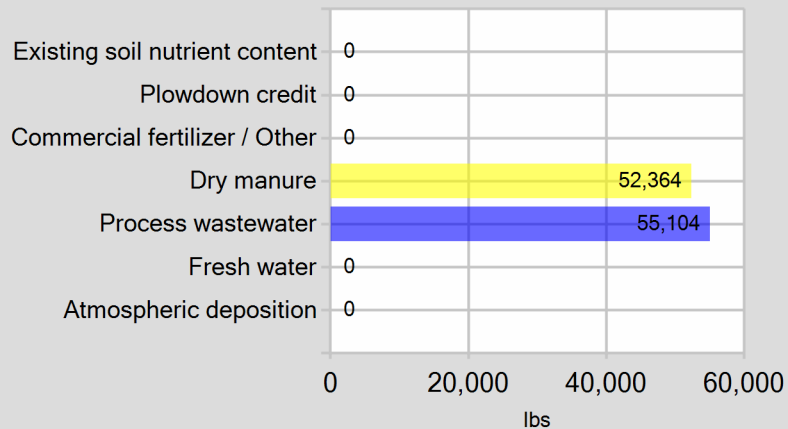 Existing soil nutrient content 0
Plowdown credit 0
Commercial fertilizer / Other 0
Dry manure 52,364
Process wastewater 55,104
Fresh water 0
Atmospheric deposition 0
0 20,000 40,000 60,000
lbs